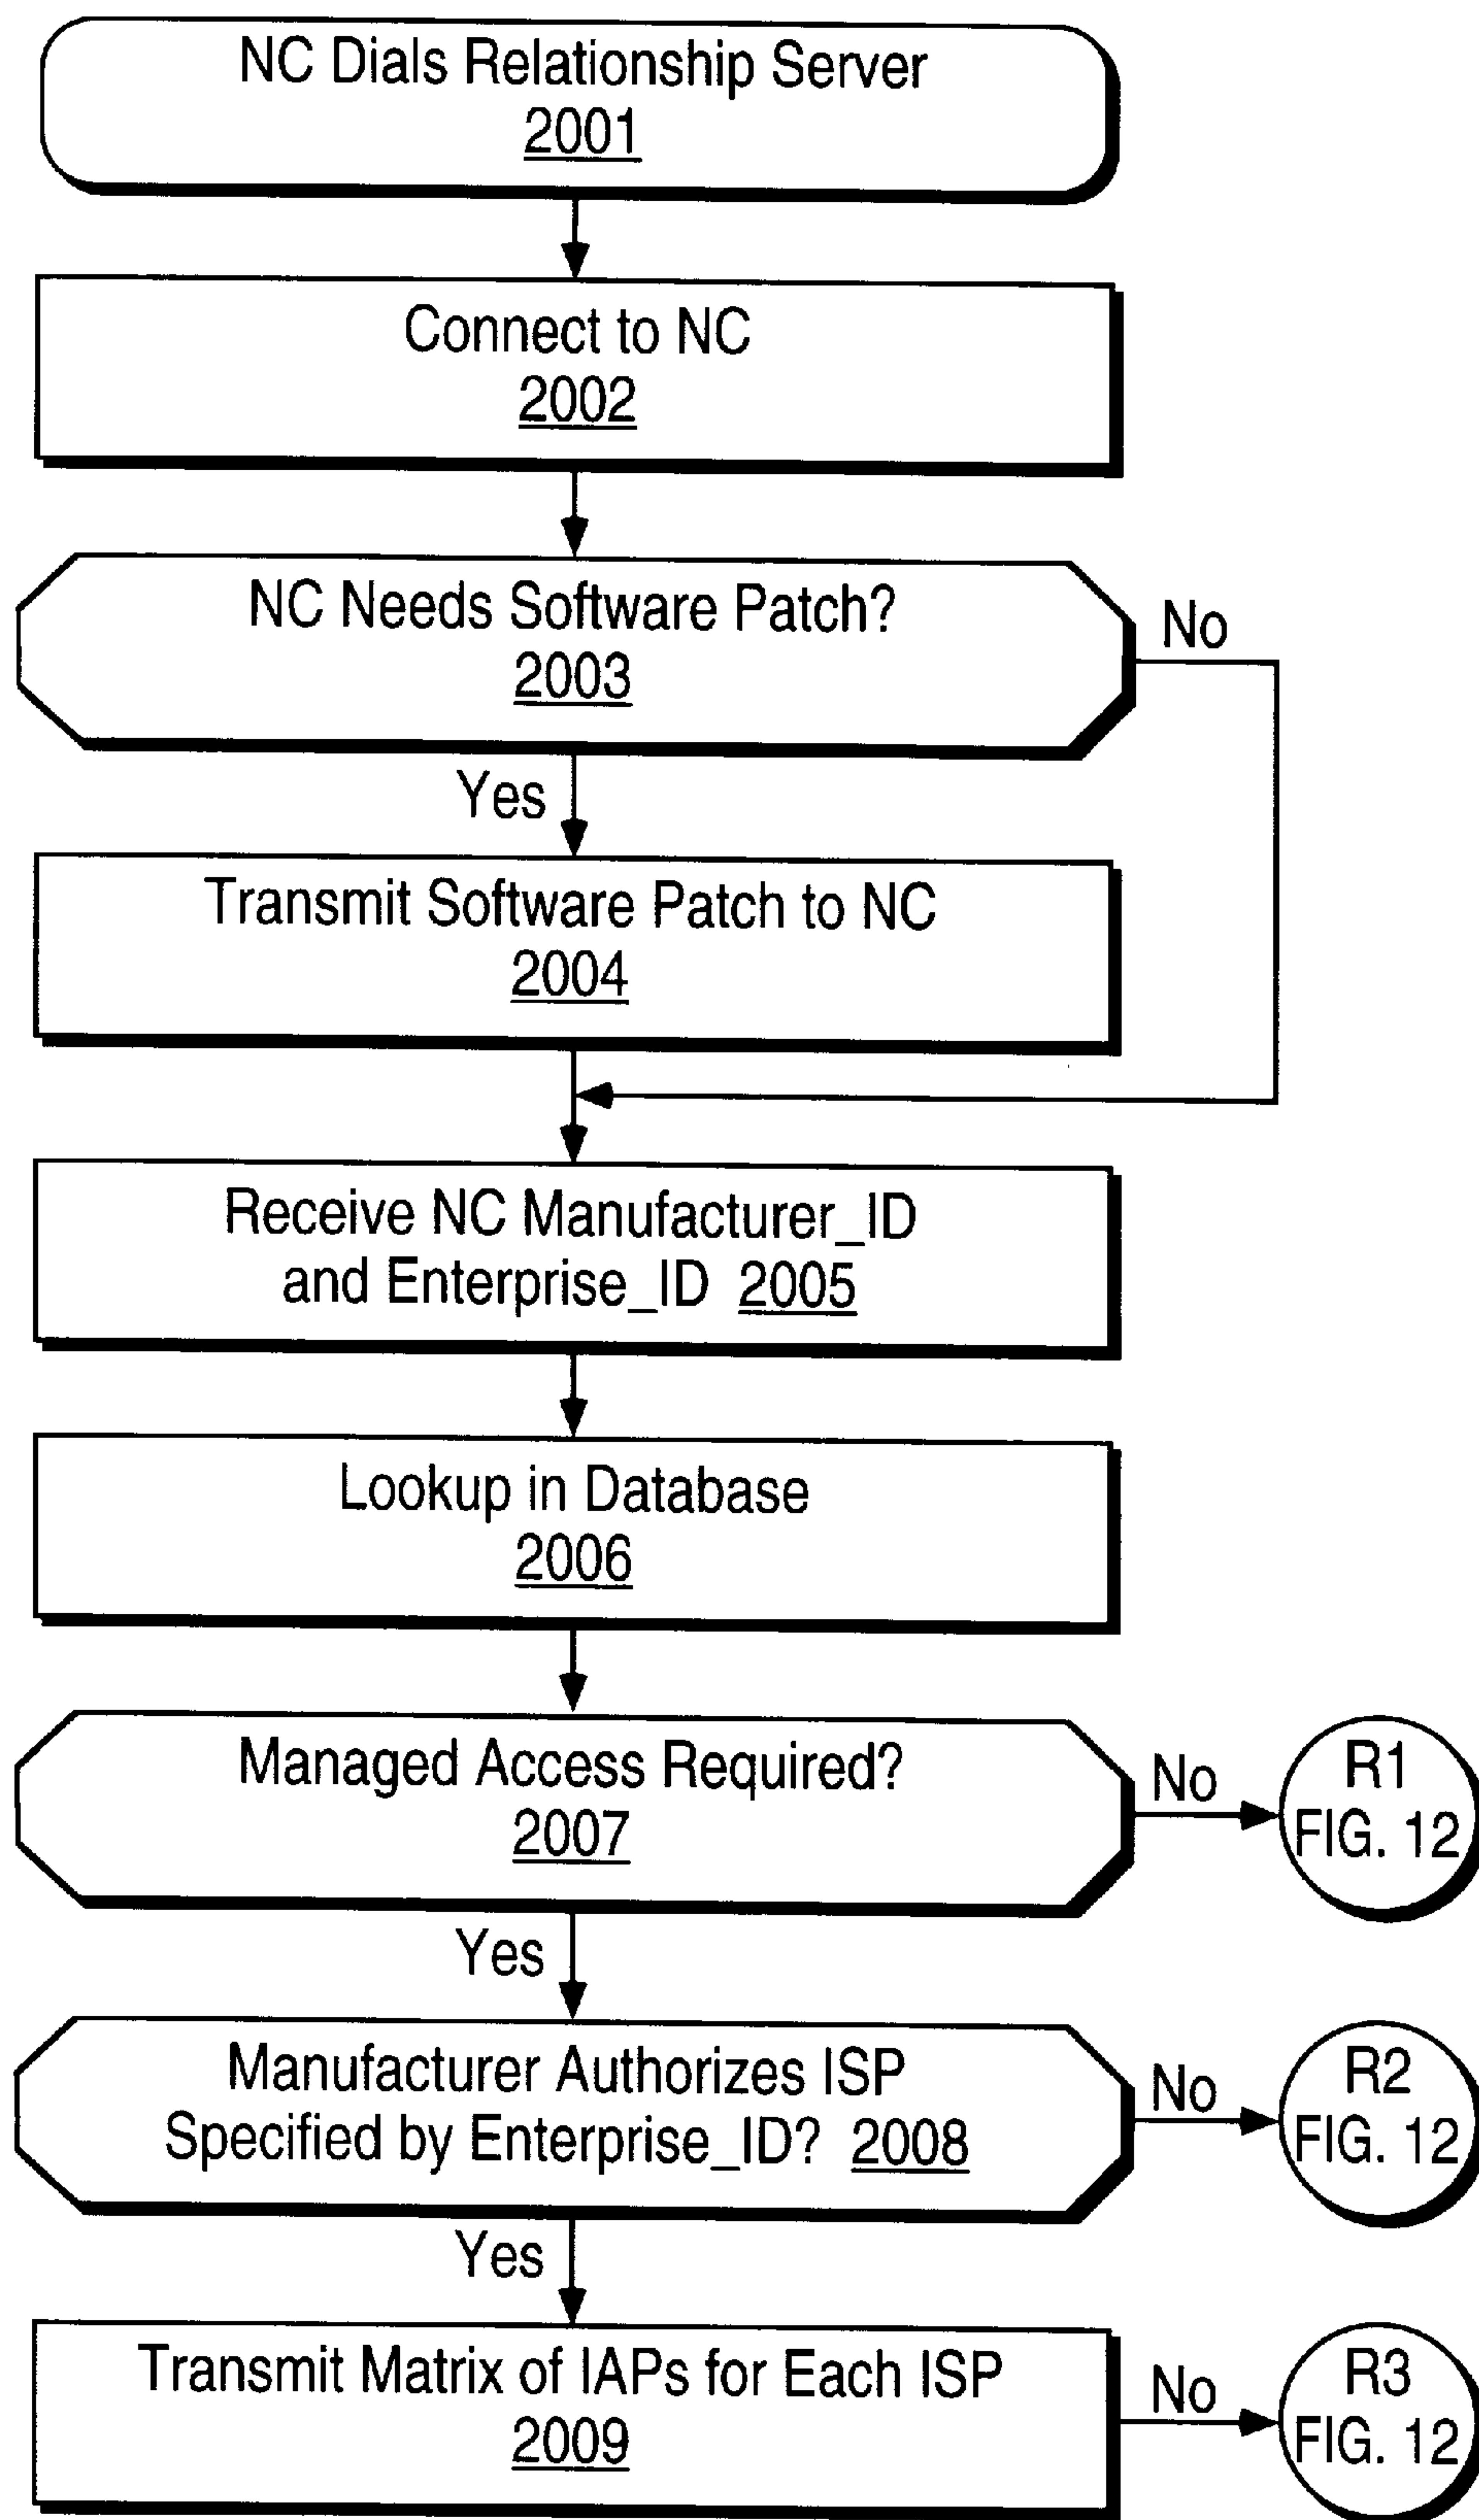 NC Dials Relationship Server
2001
Connect to NC
2002
NC Needs Software Patch?
2003
No
Yes
Transmit Software Patch to NC
2004
Receive NC Manufacturer_ID
and Enterprise_ID 2005
Lookup in Database
2006
Managed Access Required?
2007
No
R1
FIG. 12
Yes
Manufacturer Authorizes ISP
Specified by Enterprise_ID? 2008
No
R2
FIG. 12
Yes
Transmit Matrix of IAPs for Each ISP
2009
No
R3
FIG. 12